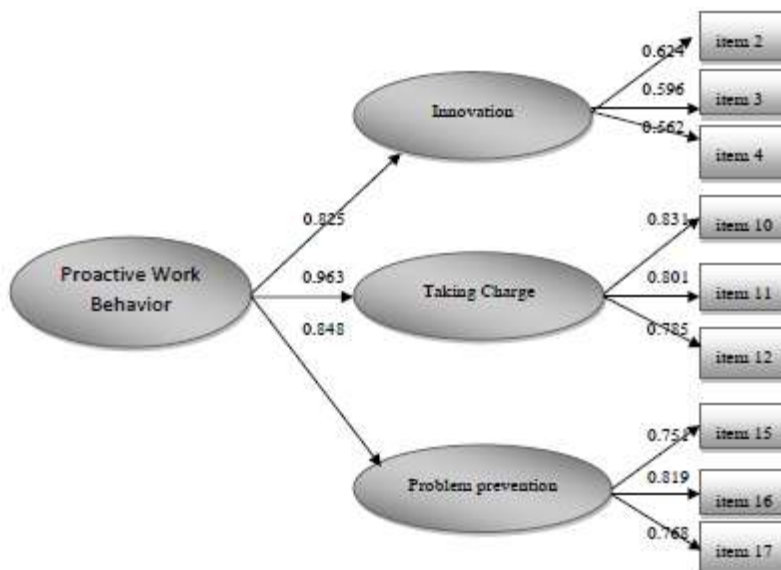 item 2
0.624
0.596
item 3
Innovation
0.562
item 4
0.825
0.831
item 10
Proactive Work
Behavior
0.963
Taking Charge
0.801
item 11
0.848
0.785
item 12
item 15
Problem prevention
0.819
item 16
0.768
item 17